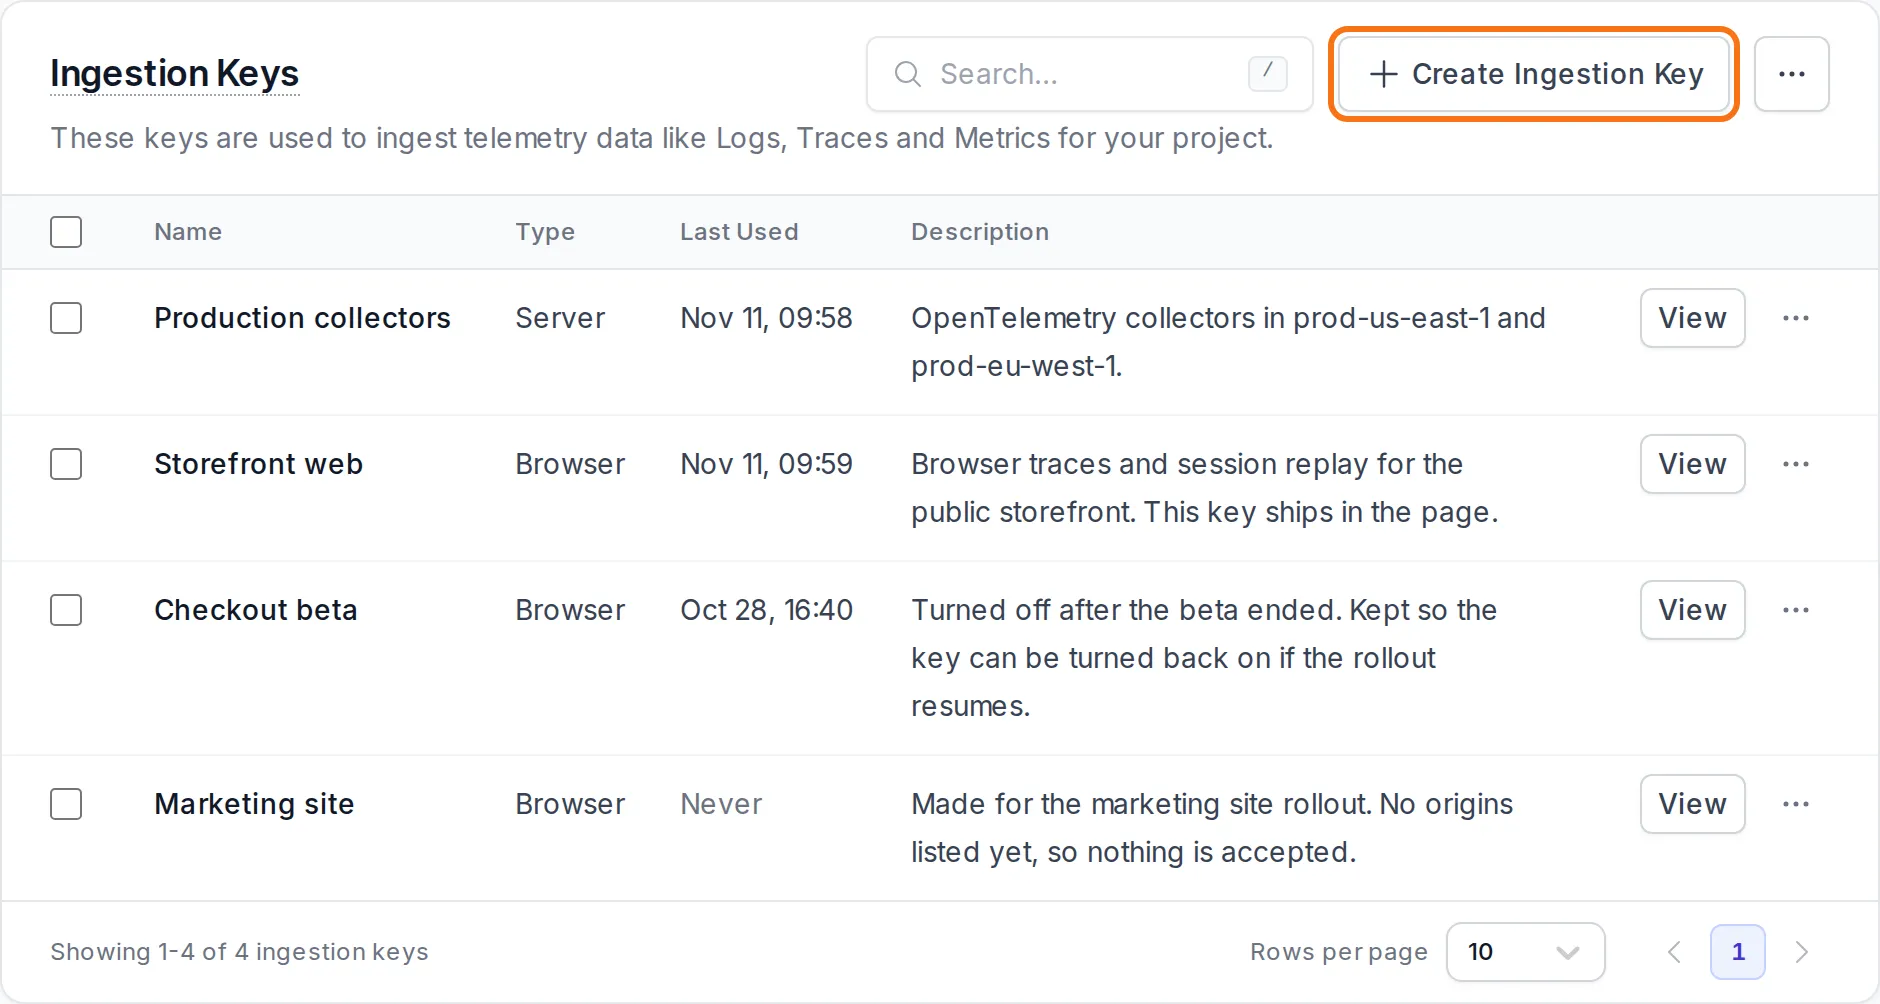 Ingestion Keys
Search...
/
Create Ingestion Key
These keys are used to ingest telemetry data like Logs, Traces and Metrics for your project.
Name Type Last Used Description
Production collectors Server Nov 11, 09:58 OpenTelemetry collectors in prod-us-east-1 and View
prod-eu-west-1.
Storefront web Browser Nov 11, 09:59 Browser traces and session replay for the View
public storefront. This key ships in the page.
Checkout beta Browser Oct 28, 16:40 Turned off after the beta ended. Kept so the View
key can be turned back on if the rollout
resumes.
Marketing site Browser Never Made for the marketing site rollout. No origins View
listed yet, so nothing is accepted.
Showing 1-4 of 4 ingestion keys Rows per page 10 1